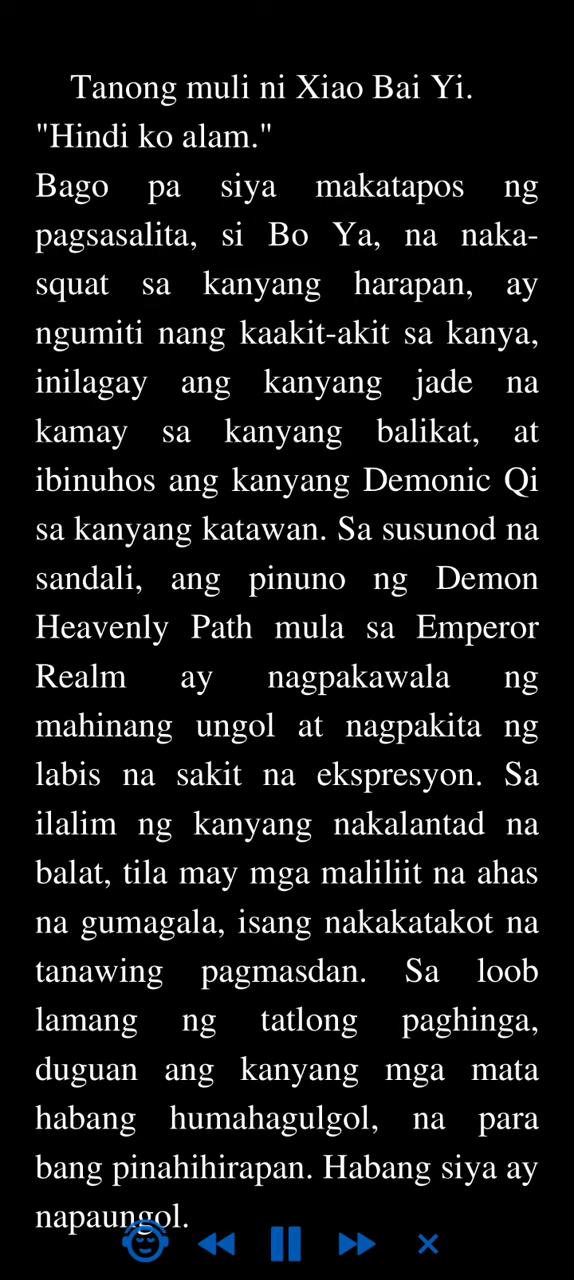 Tanong muli ni Xiao Bai Yi.
"Hindi ko alam."
Bago pa siya makatapos ng
pagsasalita, si Bo Ya, na naka-
squat sa kanyang harapan, ay
ngumiti nang kaakit-akit sa kanya,
inilagay ang kanyang jade na
kamay sa kanyang balikat, at
ibinuhos ang kanyang Demonic Qi
sa kanyang katawan. Sa susunod na
sandali, ang pinuno ng Demon
Heavenly Path mula sa Emperor
Realm ay nagpakawala ng
mahinang ungol at nagpakita ng
labis na sakit na ekspresyon. Sa
ilalim ng kanyang nakalantad na
balat, tila may mga maliliit na ahas
na gumagala, isang nakakatakot na
tanawing pagmasdan. Sa loob
lamang ng tatlong paghinga,
duguan ang kanyang mga mata
habang humahagulgol, na para
bang pinahihirapan. Habang siya ay
napaungol.